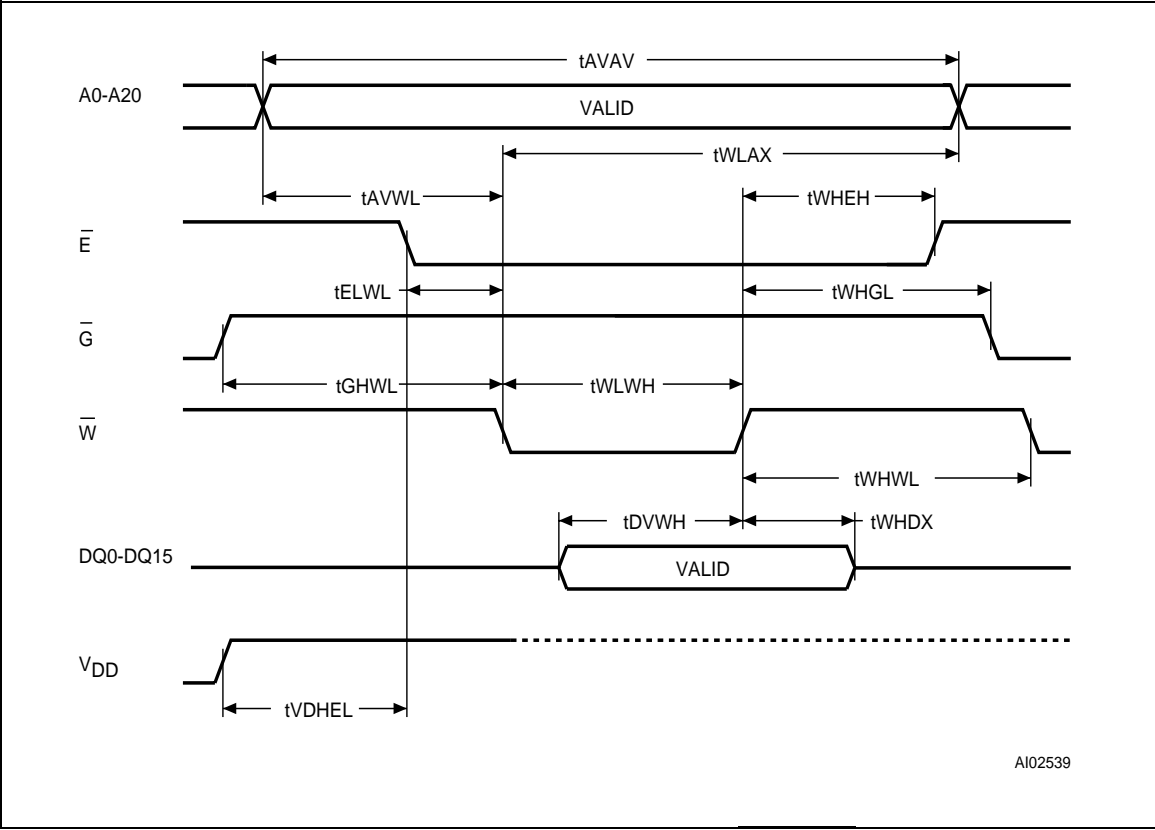 tAVAV
A0-A20
VALID
tWLAX
tAVWL
tWHEH
E̅
tELWL
tWHGL
G̅
tGHWL
tWLWH
W̅
tWHWL
tDVWH
tWHDX
DQ0-DQ15
VALID
VDD
tVDHEL
AI02539